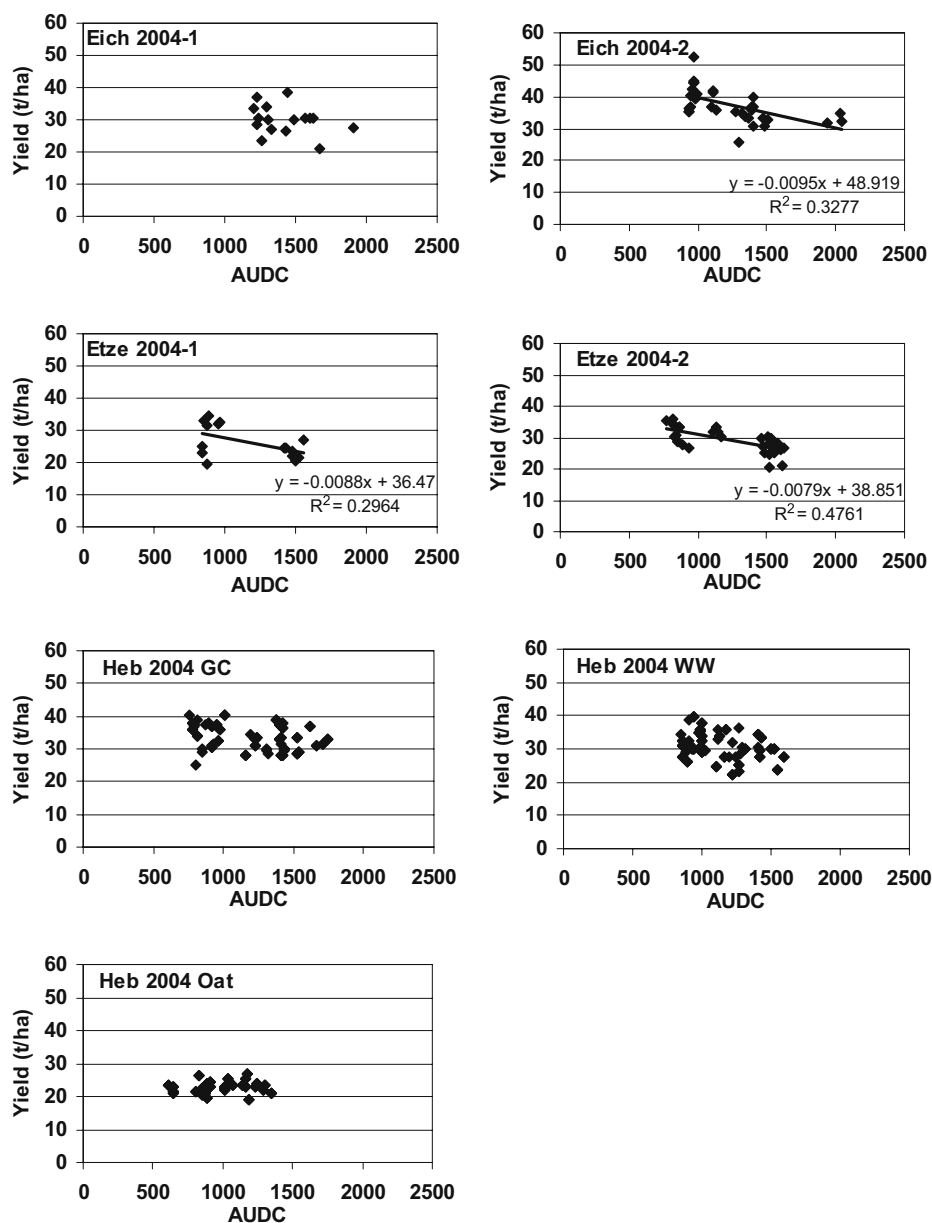 Eich 2004-1
Yield (t/ha)
60
50
40
30
20
10
0
0 500 1000 1500 2000 2500
AUDC
Eich 2004-2
Yield (t/ha)
60
50
40
30
20
10
0
y = -0.0095x + 48.919
R² = 0.3277
0 500 1000 1500 2000 2500
AUDC
Etze 2004-1
Yield (t/ha)
60
50
40
30
20
10
0
y = -0.0088x + 36.47
R² = 0.2964
0 500 1000 1500 2000 2500
AUDC
Etze 2004-2
Yield (t/ha)
60
50
40
30
20
10
0
y = -0.0079x + 38.851
R² = 0.4761
0 500 1000 1500 2000 2500
AUDC
Heb 2004 GC
Yield (t/ha)
60
50
40
30
20
10
0
0 500 1000 1500 2000 2500
AUDC
Heb 2004 WW
Yield (t/ha)
60
50
40
30
20
10
0
0 500 1000 1500 2000 2500
AUDC
Heb 2004 Oat
Yield (t/ha)
60
50
40
30
20
10
0
0 500 1000 1500 2000 2500
AUDC